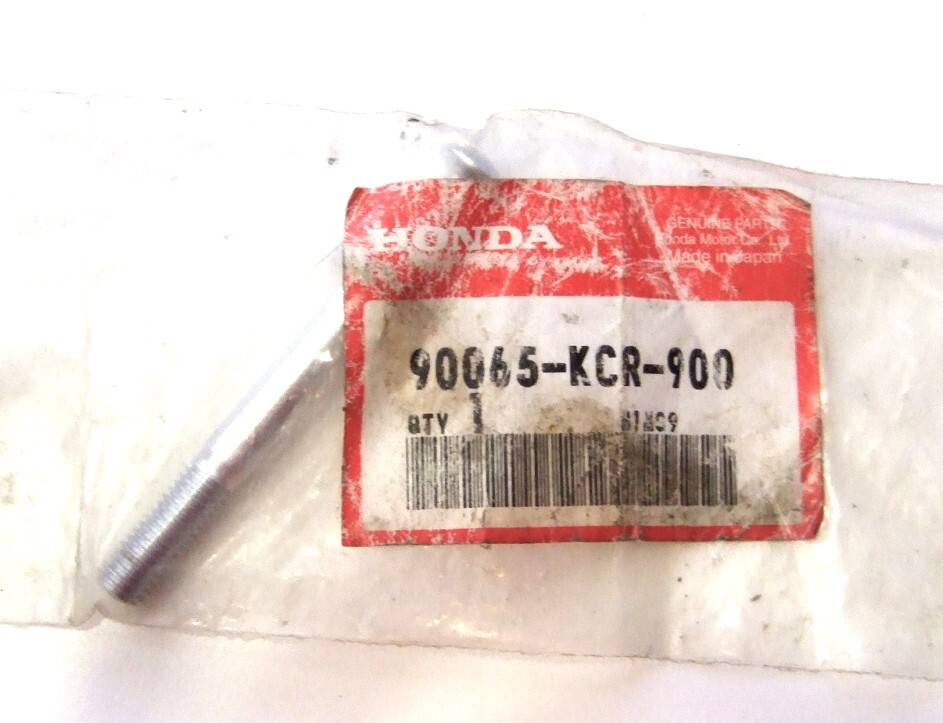 HONDA
GENUINE PARTS
Honda Motor Co., Ltd.
Made in Japan
90065-KCR-900
QTY 1